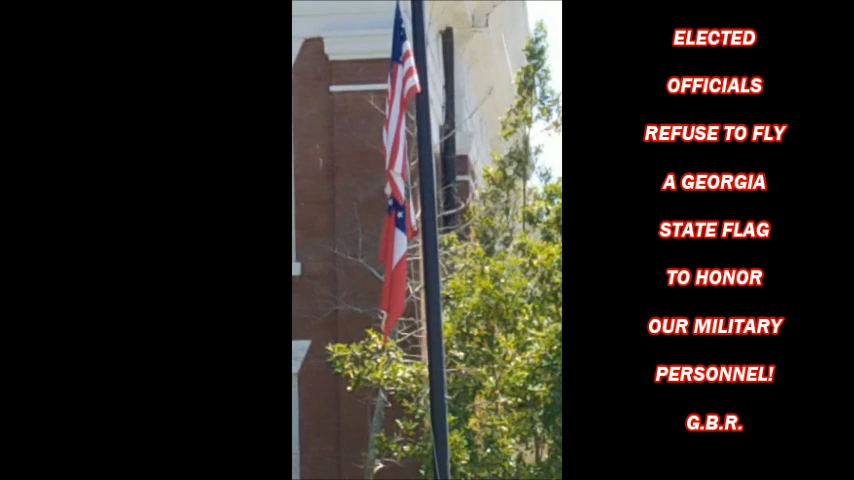 ELECTED
OFFICIALS
REFUSE TO FLY
A GEORGIA
STATE FLAG
TO HONOR
OUR MILITARY
PERSONNEL!
G.B.R.